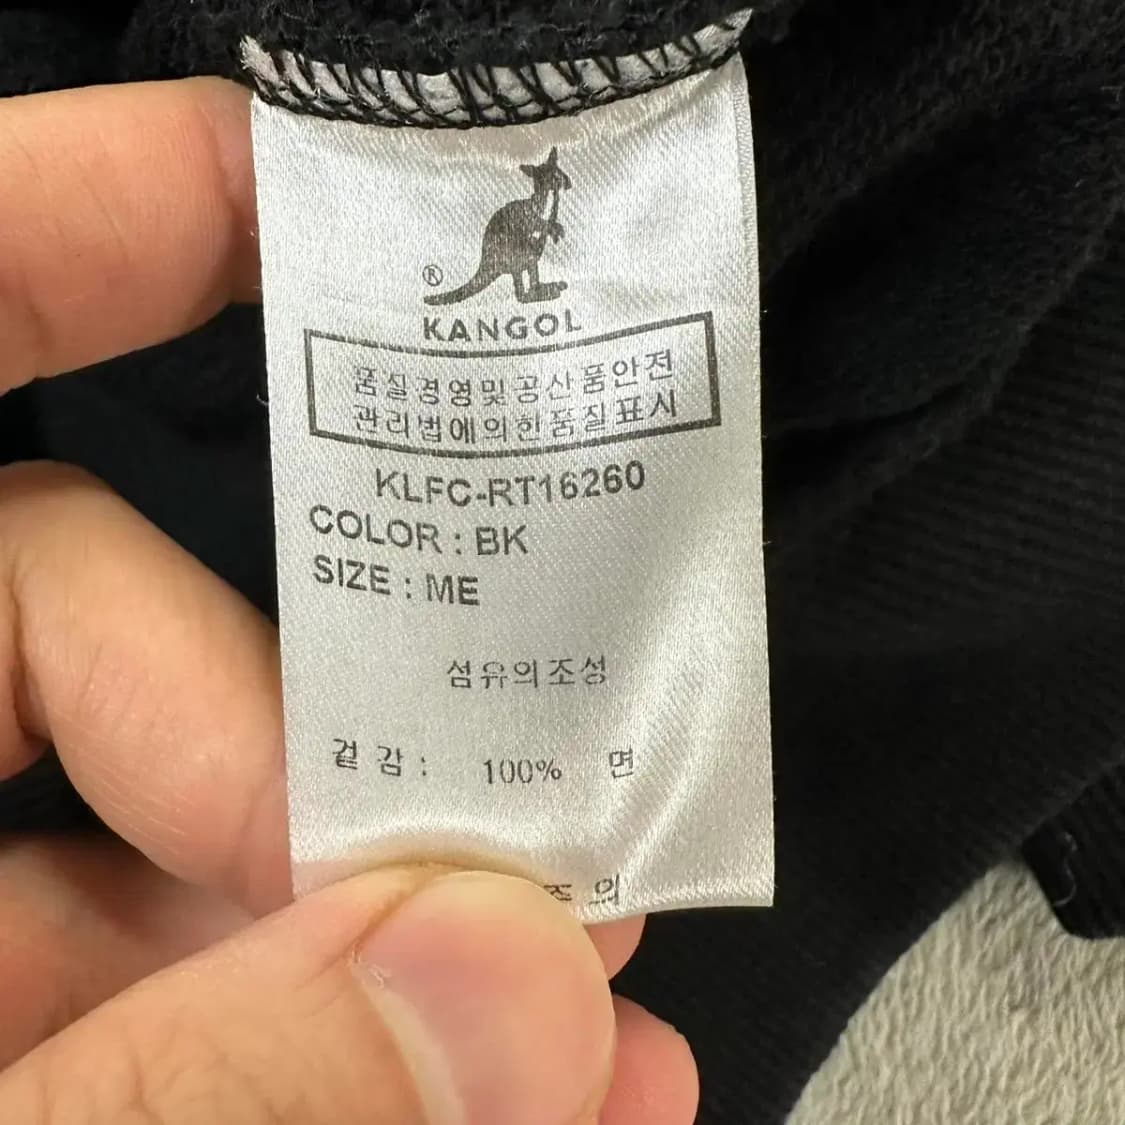 ®
KANGOL
품질경영및공산품안전
관리법에의한품질표시
KLFC-RT16260
COLOR : BK
SIZE : ME
섬유의조성
겉 감 : 100% 면
의